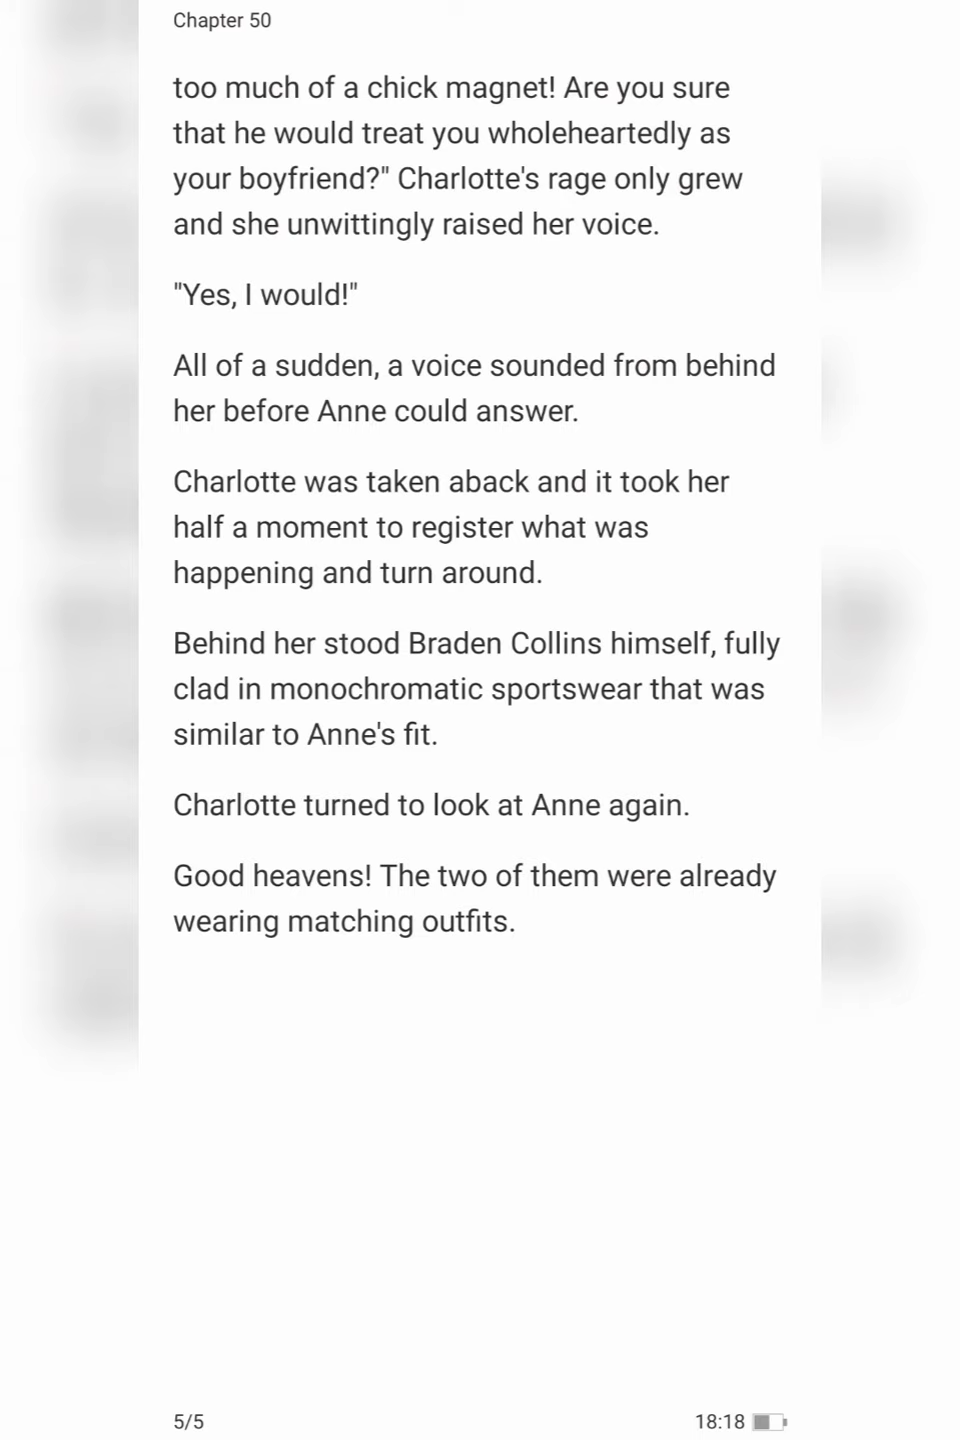 Chapter 50
too much of a chick magnet! Are you sure
that he would treat you wholeheartedly as
your boyfriend?" Charlotte's rage only grew
and she unwittingly raised her voice.
"Yes, I would!"
All of a sudden, a voice sounded from behind
her before Anne could answer.
Charlotte was taken aback and it took her
half a moment to register what was
happening and turn around.
Behind her stood Braden Collins himself, fully
clad in monochromatic sportswear that was
similar to Anne's fit.
Charlotte turned to look at Anne again.
Good heavens! The two of them were already
wearing matching outfits.
5/5
18:18